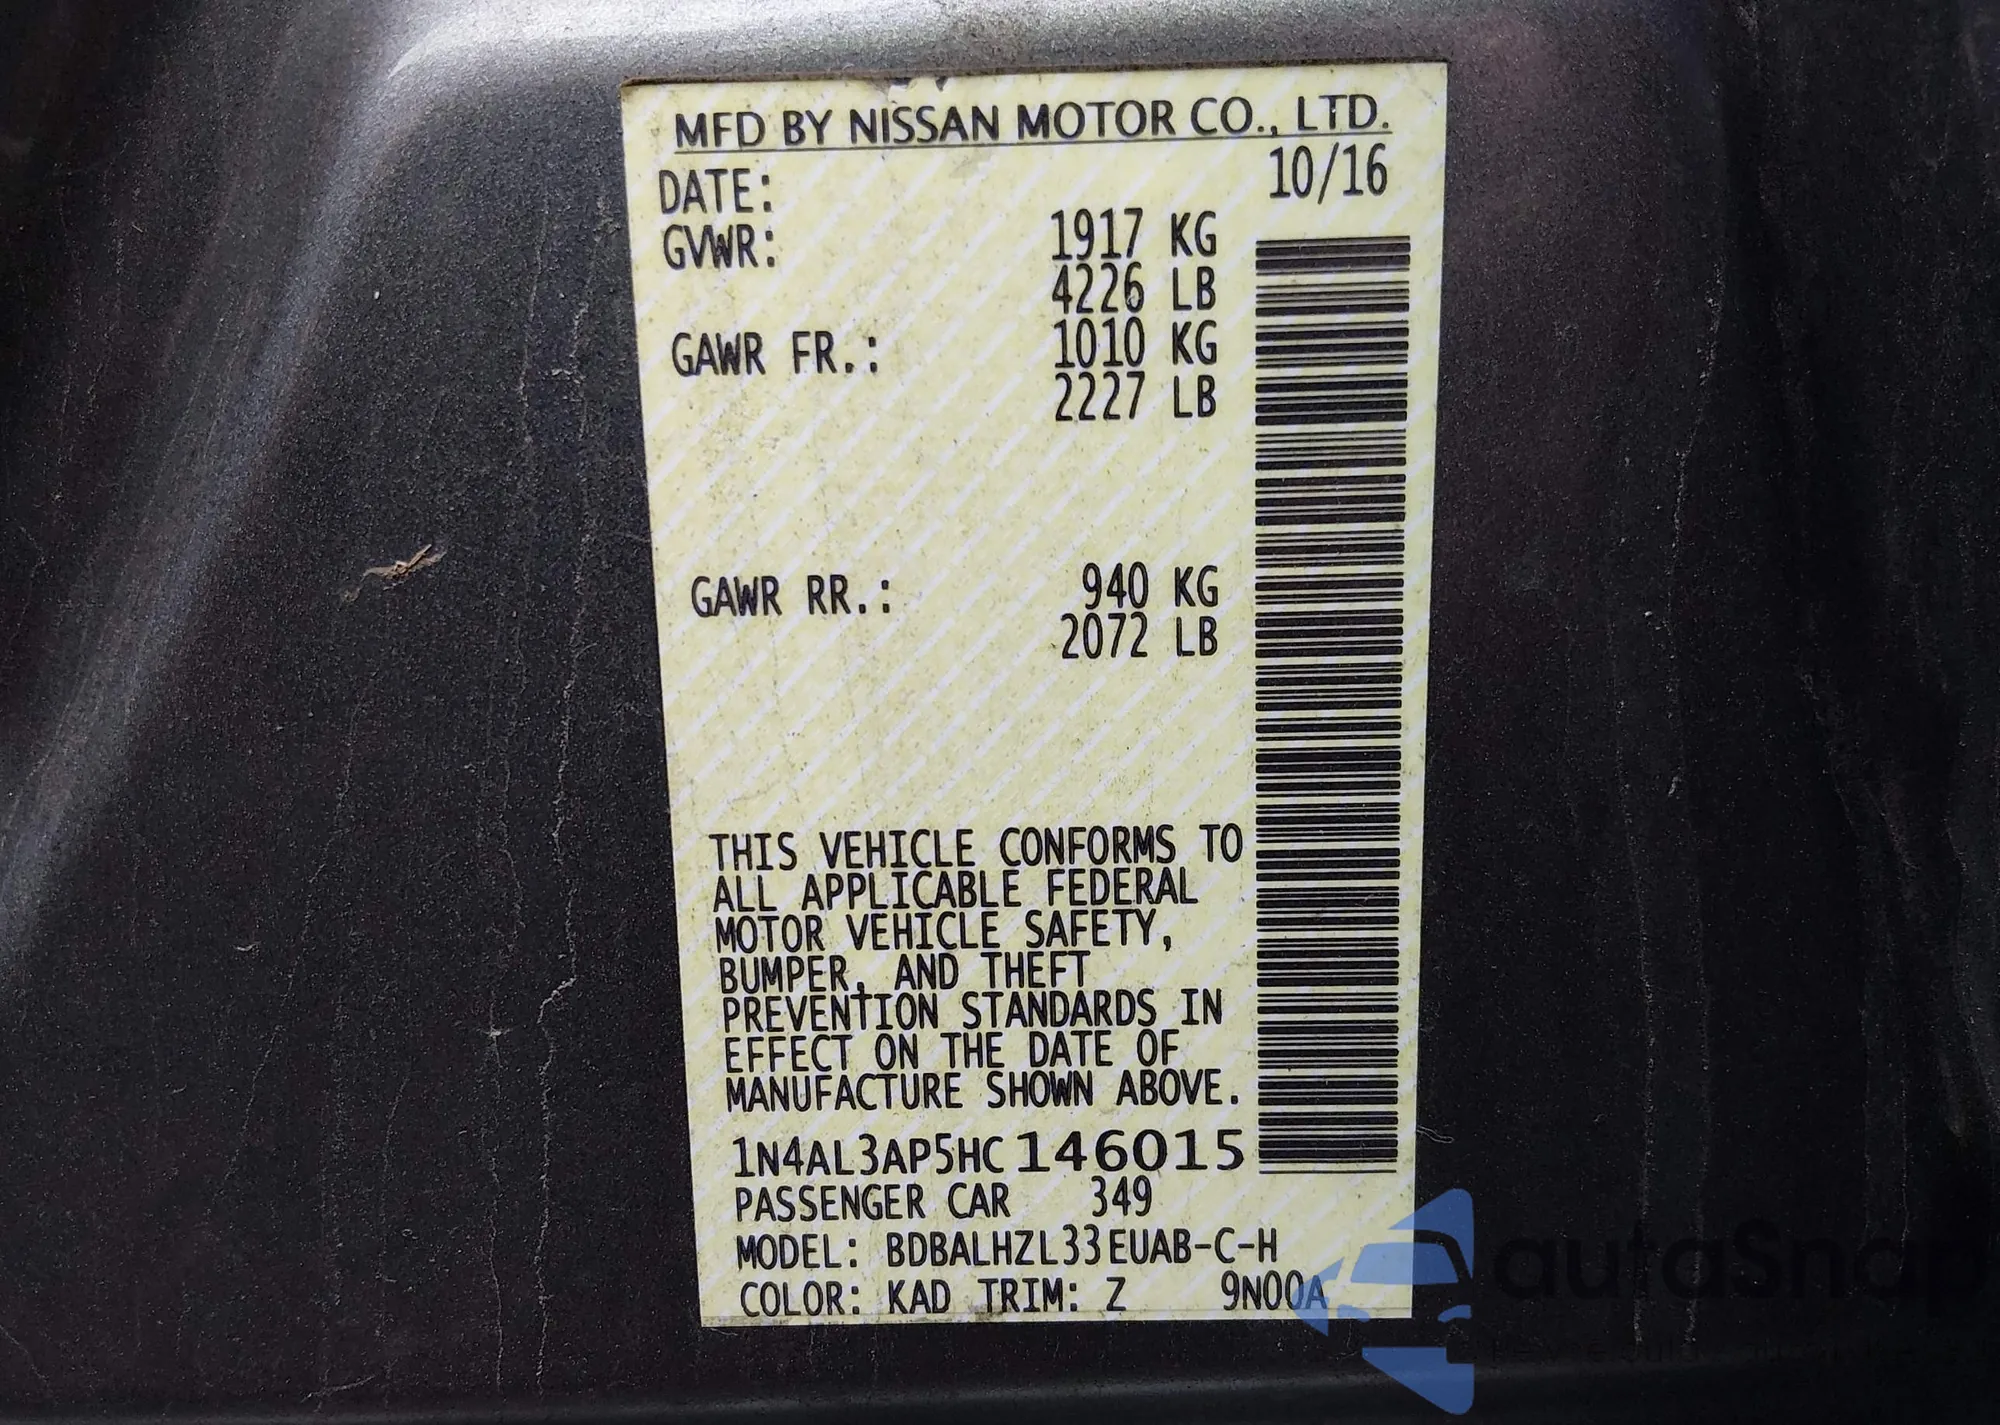 MFD BY NISSAN MOTOR CO., LTD.
DATE: 10/16
GVWR: 1917 KG
4226 LB
GAWR FR.: 1010 KG
2227 LB
GAWR RR.: 940 KG
2072 LB
THIS VEHICLE CONFORMS TO
ALL APPLICABLE FEDERAL
MOTOR VEHICLE SAFETY,
BUMPER, AND THEFT
PREVENTION STANDARDS IN
EFFECT ON THE DATE OF
MANUFACTURE SHOWN ABOVE.
1N4AL3AP5HC146015
PASSENGER CAR 349
MODEL: BDBALHZL33EUAB-C-H
COLOR: KAD TRIM: Z 9N00A
autoSna